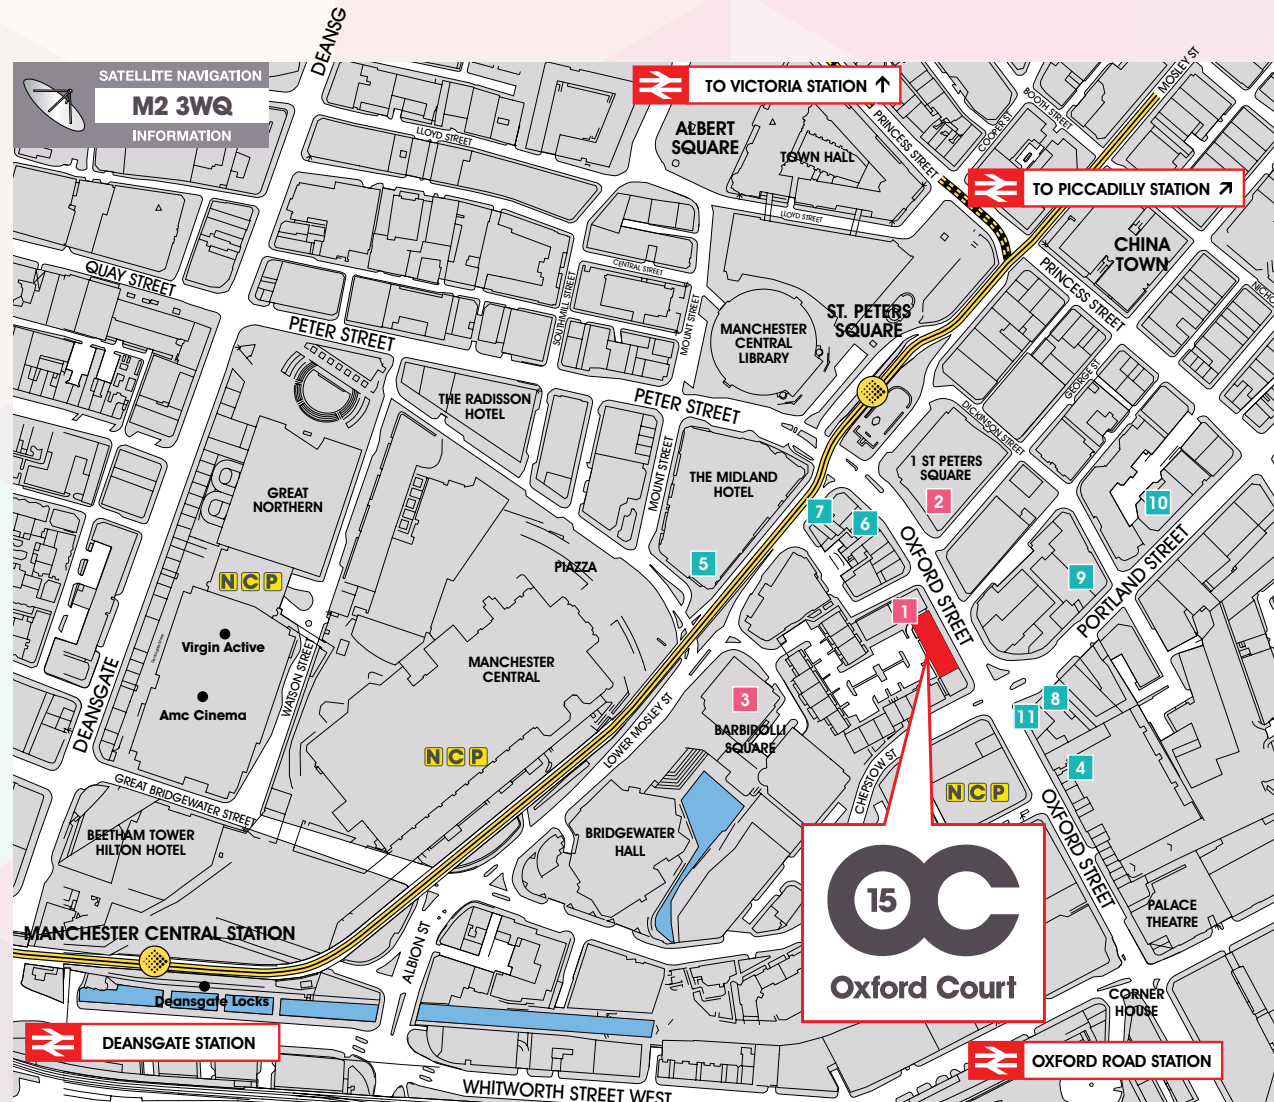 DEANSG
SATELLITE NAVIGATION
M2 3WQ
INFORMATION
TO VICTORIA STATION ↑
MOSLEY ST
BOOTH STREET
COOPER ST
PRINCESS STREET
LLOYD STREET
ALBERT
SQUARE
TOWN HALL
TO PICCADILLY STATION ↗
LLOYD STREET
CHINA
TOWN
QUAY STREET
CENTRAL STREET
SOUTHMILL STREET
MOUNT STREET
PRINCESS STREET
PETER STREET
ST. PETERS
SQUARE
MANCHESTER
CENTRAL
LIBRARY
GEORGE ST
THE RADISSON
HOTEL
PETER STREET
DICKINSON STREET
MOUNT STREET
THE MIDLAND
HOTEL
1 ST PETERS
SQUARE
2
10
GREAT
NORTHERN
7
6
OXFORD STREET
PORTLAND STREET
5
PIAZZA
9
NCP
1
Virgin Active
WATSON STREET
MANCHESTER
CENTRAL
DEANSGATE
Amc Cinema
LOWER MOSLEY ST
3
BARBIROLLI
SQUARE
8
11
NCP
CHEPSTOW ST
4
GREAT BRIDGEWATER STREET
NCP
OXFORD STREET
BEETHAM TOWER
HILTON HOTEL
BRIDGEWATER
HALL
15
OC
Oxford Court
PALACE
THEATRE
MANCHESTER CENTRAL STATION
ALBION ST
Deansgate Locks
CORNER
HOUSE
DEANSGATE STATION
OXFORD ROAD STATION
WHITWORTH STREET WEST